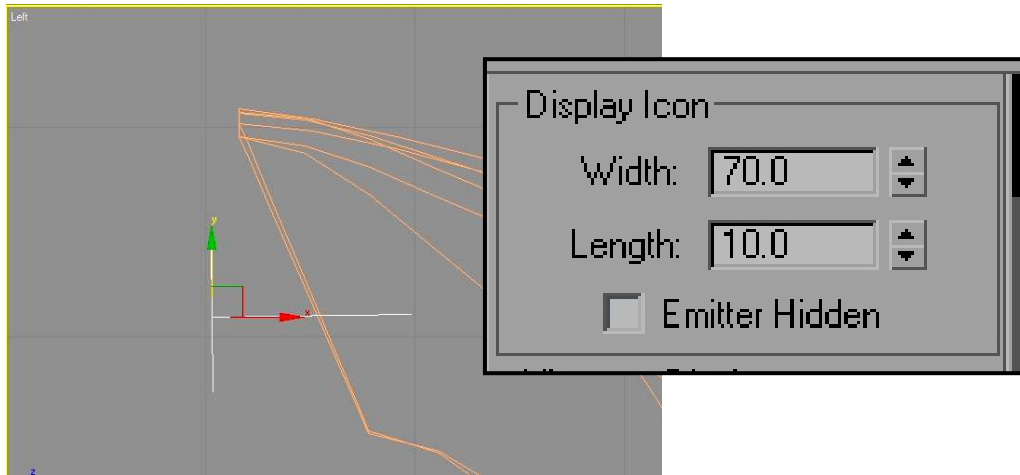 Left
y
x
z
Display Icon
Width: 70.0
Length: 10.0
Emitter Hidden